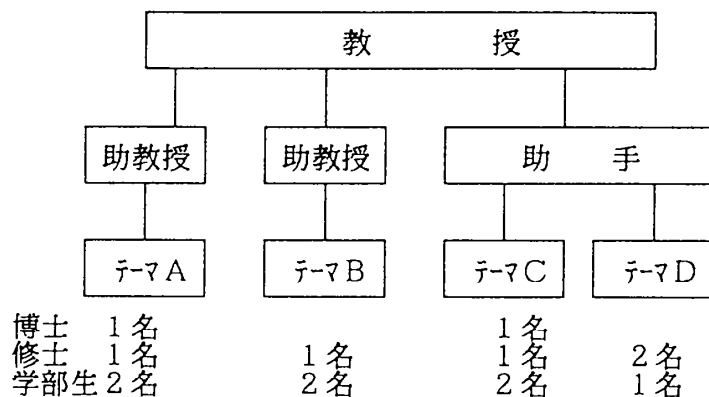 教 授
助教授 助教授 助 手
テーマA テーマB テーマC テーマD
博士 1名 1名
修士 1名 1名 1名 2名
学部生 2名 2名 2名 1名